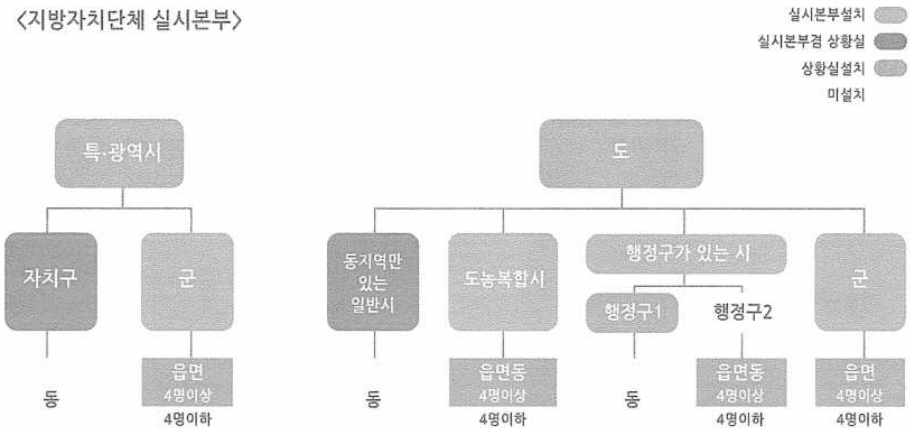 〈지방자치단체 실시본부〉
실시본부설치
실시본부겸 상황실
상황실설치
미설치
특·광역시
도
자치구
군
동지역만
있는
일반시
도농복합시
행정구가 있는 시
행정구1
행정구2
군
동
읍면
4명이상
4명이하
동
읍면동
4명이상
4명이하
동
읍면동
4명이상
4명이하
읍면
4명이상
4명이하